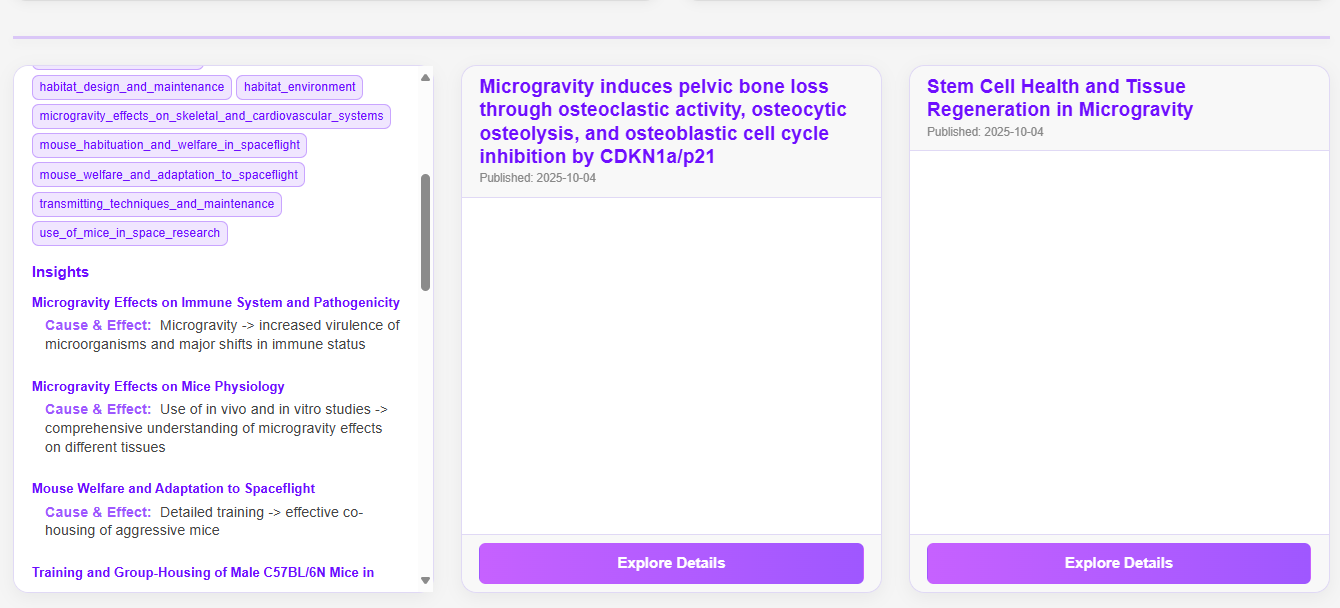 habitat_design_and_maintenance habitat_environment
microgravity_effects_on_skeletal_and_cardiovascular_systems
mouse_habituation_and_welfare_in_spaceflight
mouse_welfare_and_adaptation_to_spaceflight
transmitting_techniques_and_maintenance
use_of_mice_in_space_research
Insights
Microgravity Effects on Immune System and Pathogenicity
Cause & Effect: Microgravity -> increased virulence of
microorganisms and major shifts in immune status
Microgravity Effects on Mice Physiology
Cause & Effect: Use of in vivo and in vitro studies ->
comprehensive understanding of microgravity effects
on different tissues
Mouse Welfare and Adaptation to Spaceflight
Cause & Effect: Detailed training -> effective co-
housing of aggressive mice
Training and Group-Housing of Male C57BL/6N Mice in
Microgravity induces pelvic bone loss
through osteoclastic activity, osteocytic
osteolysis, and osteoblastic cell cycle
inhibition by CDKN1a/p21
Published: 2025-10-04
Explore Details
Stem Cell Health and Tissue
Regeneration in Microgravity
Published: 2025-10-04
Explore Details